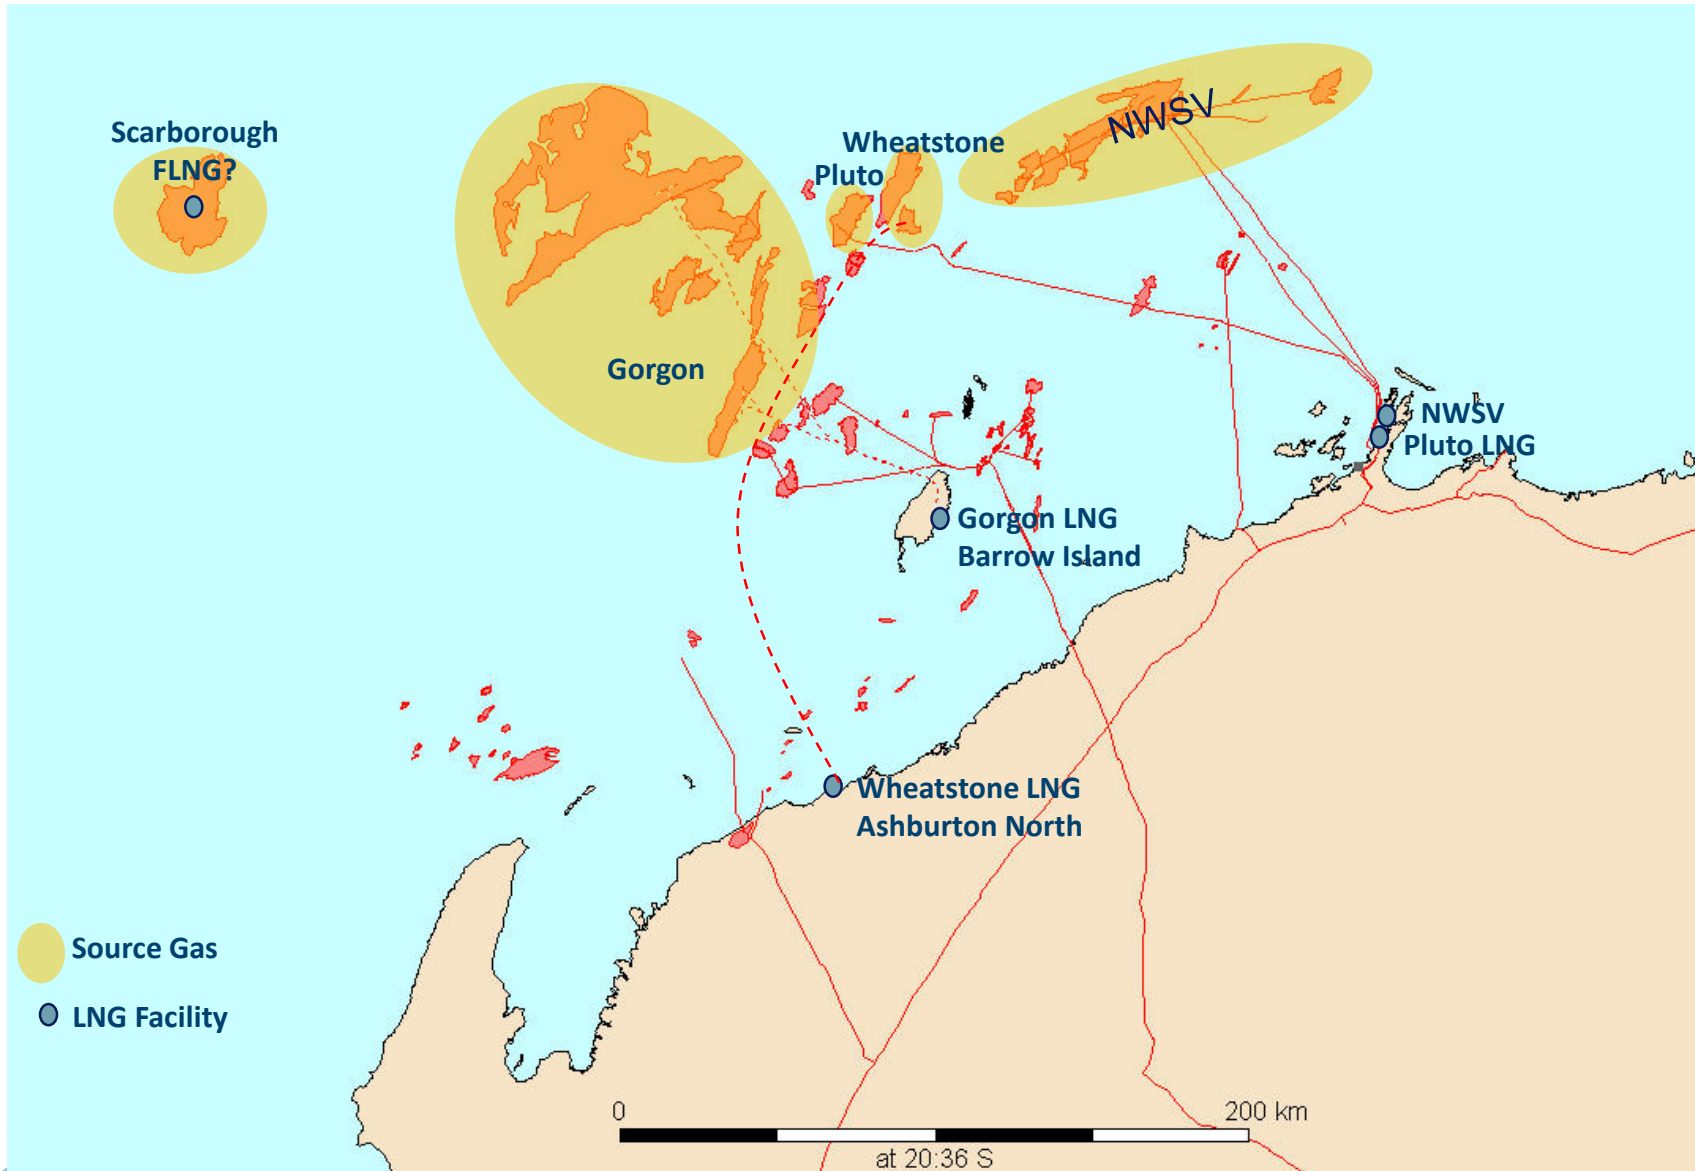 Scarborough
FLNG?
Wheatstone
Pluto
NWSV
Gorgon
NWSV
Pluto LNG
Gorgon LNG
Barrow Island
Wheatstone LNG
Ashburton North
Source Gas
LNG Facility
0 200 km
at 20:36 S